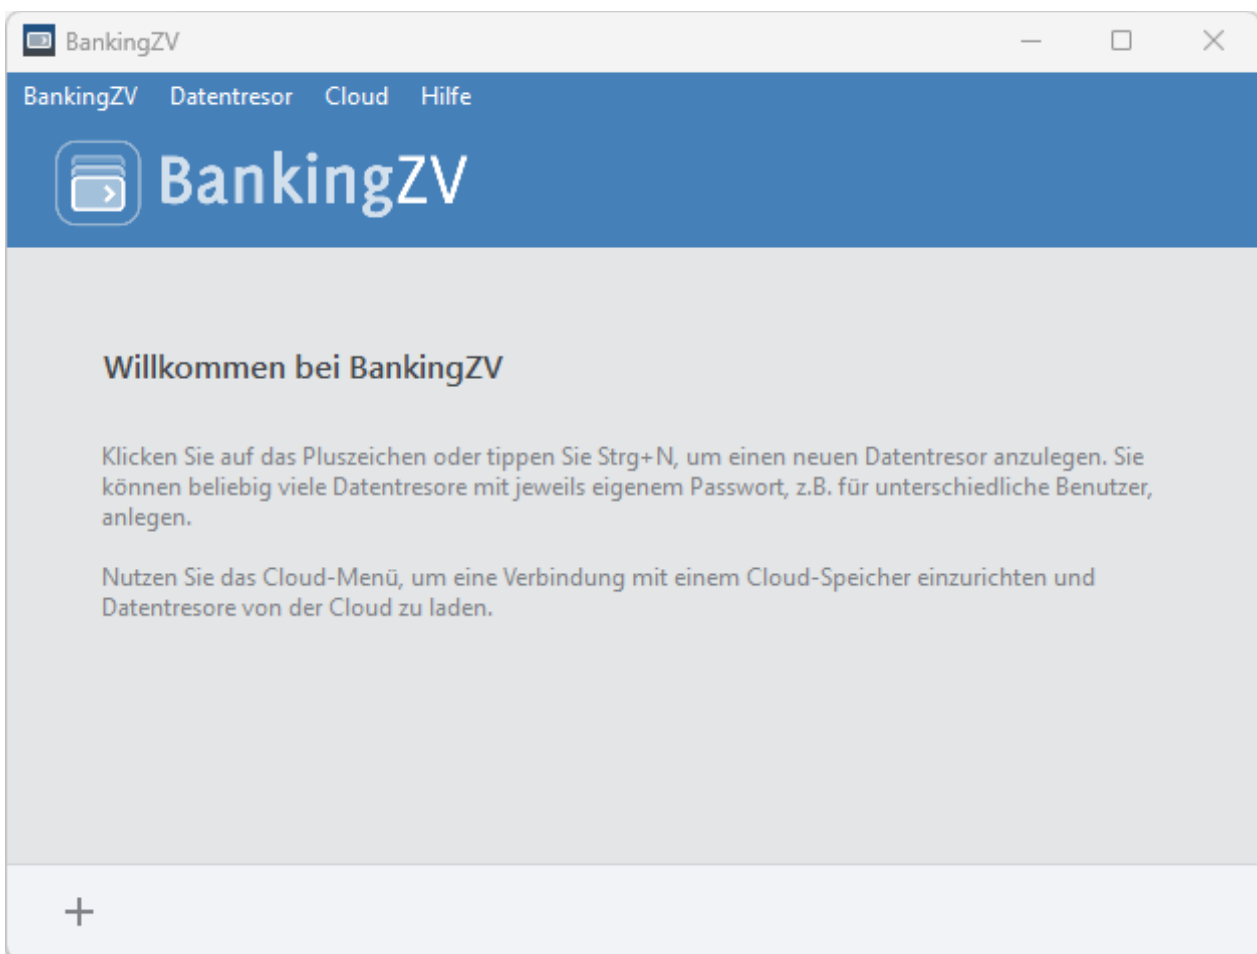 BankingZV
BankingZV Datentresor Cloud Hilfe
BankingZV
Willkommen bei BankingZV
Klicken Sie auf das Pluszeichen oder tippen Sie Strg+N, um einen neuen Datentresor anzulegen. Sie
können beliebig viele Datentresore mit jeweils eigenem Passwort, z.B. für unterschiedliche Benutzer,
anlegen.
Nutzen Sie das Cloud-Menü, um eine Verbindung mit einem Cloud-Speicher einzurichten und
Datentresore von der Cloud zu laden.